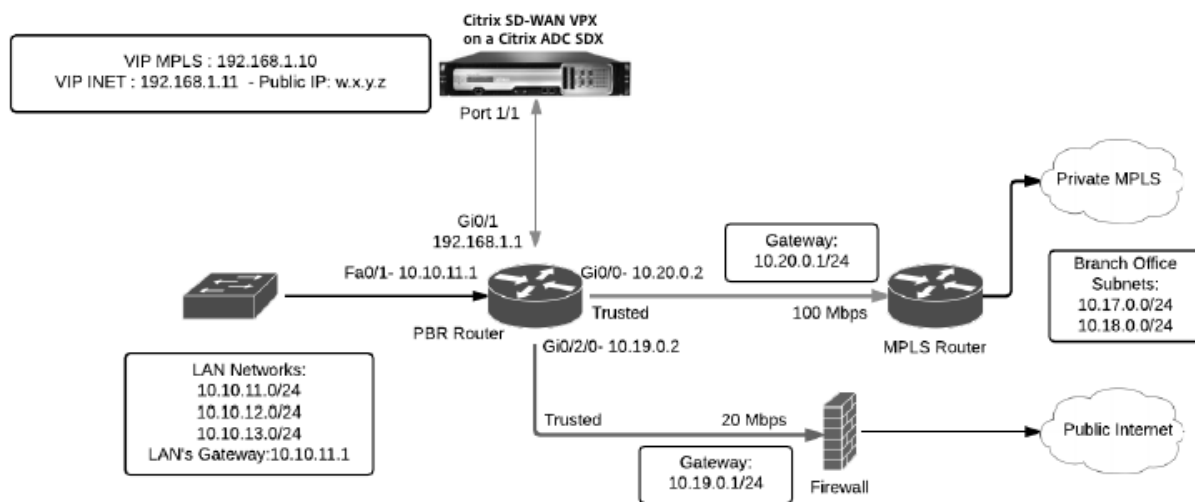 Citrix SD-WAN VPX
on a Citrix ADC SDX
VIP MPLS : 192.168.1.10
VIP INET : 192.168.1.11 - Public IP: w.x.y.z
Port 1/1
Private MPLS
Gi0/1
192.168.1.1
Gateway:
10.20.0.1/24
Fa0/1- 10.10.11.1
Gi0/0- 10.20.0.2
Branch Office
Subnets:
10.17.0.0/24
10.18.0.0/24
Trusted
100 Mbps
PBR Router
MPLS Router
Gi0/2/0- 10.19.0.2
LAN Networks:
10.10.11.0/24
10.10.12.0/24
10.10.13.0/24
LAN's Gateway:10.10.11.1
Trusted
20 Mbps
Public Internet
Gateway:
10.19.0.1/24
Firewall